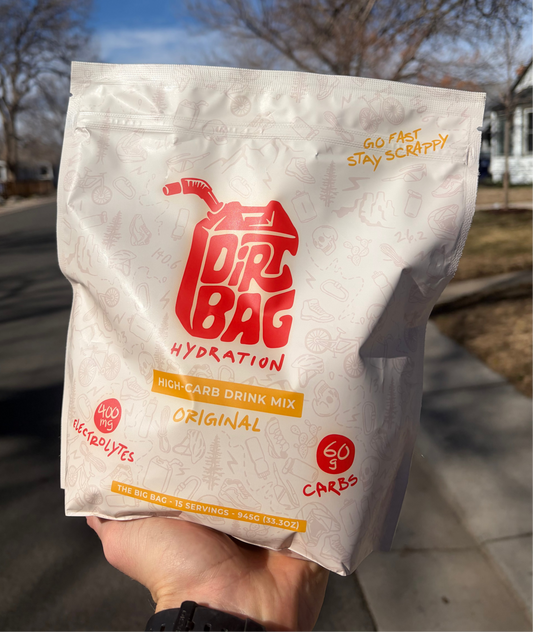 GO FAST
STAY SCRAPPY
DIRT
BAG
HYDRATION
HIGH-CARB DRINK MIX
ORIGINAL
400
mg
ELECTROLYTES
60
g
CARBS
THE BIG BAG - 15 SERVINGS - 945G (33.3OZ)